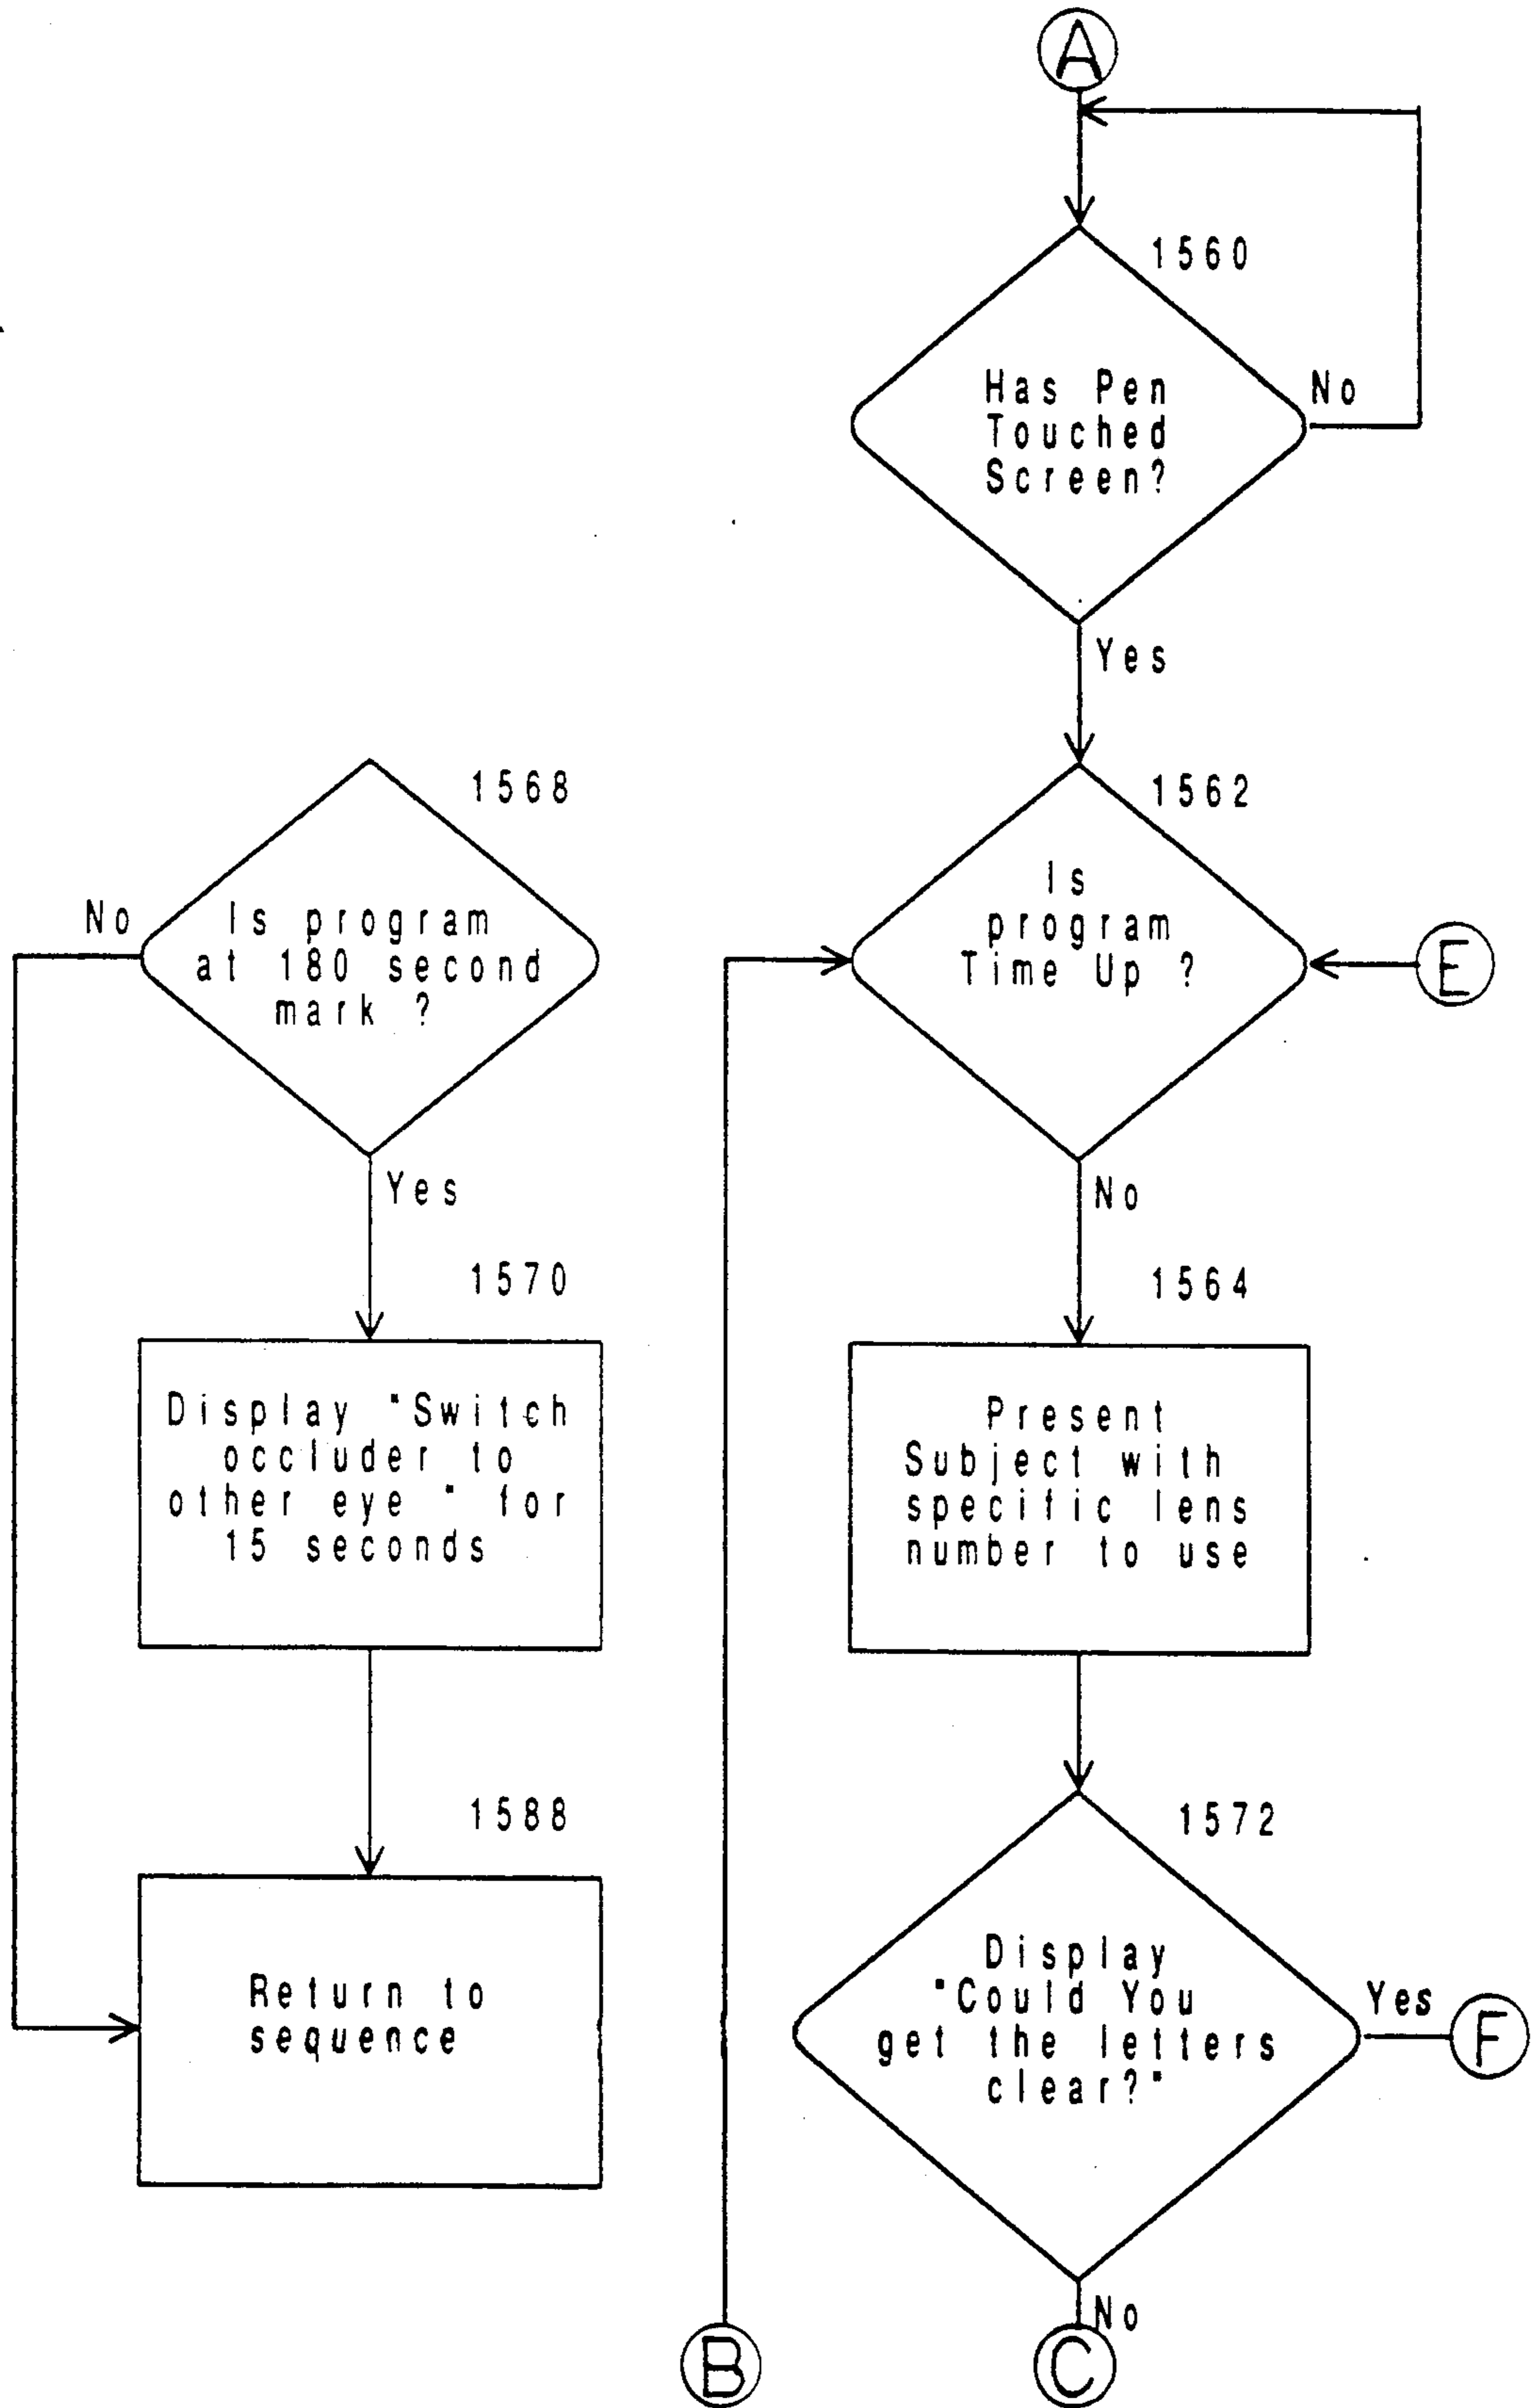 A
1560
Has Pen
Touched
Screen?
No
Yes
1562
Is
program
Time Up ?
E
No
1564
Present
Subject with
specific lens
number to use
1572
Display
"Could You
get the letters
clear?"
Yes
F
No
C
B
1568
No
Is program
at 180 second
mark ?
Yes
1570
Display "Switch
occluder to
other eye " for
15 seconds
1588
Return to
sequence